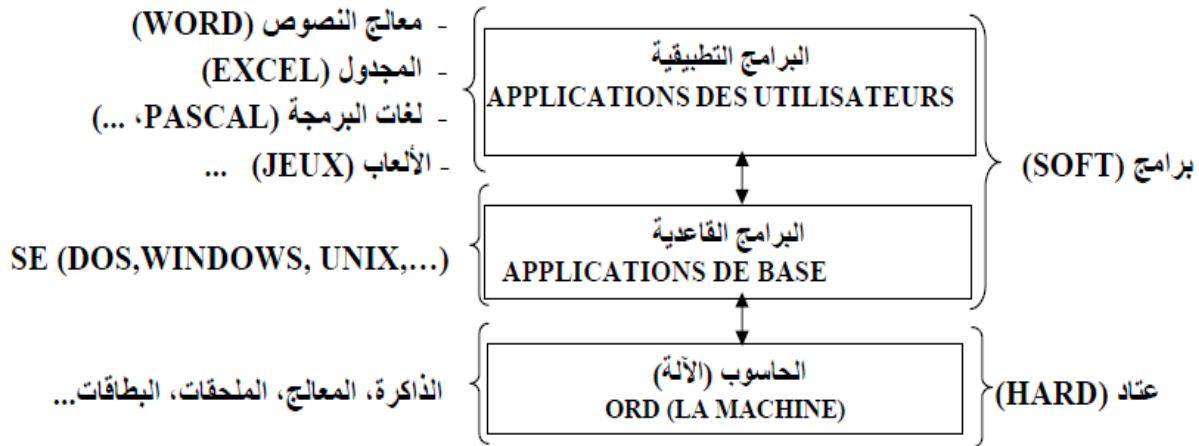 - معالج النصوص (WORD)
- المجدول (EXCEL)
- لغات البرمجة (PASCAL، ...)
- الألعاب (JEUX) ...
البرامج التطبيقية
APPLICATIONS DES UTILISATEURS
برامج (SOFT)
البرامج القاعدية
APPLICATIONS DE BASE
SE (DOS,WINDOWS, UNIX,…)
الحاسوب (الآلة)
ORD (LA MACHINE)
عتاد (HARD)
الذاكرة، المعالج، الملحقات، البطاقات...